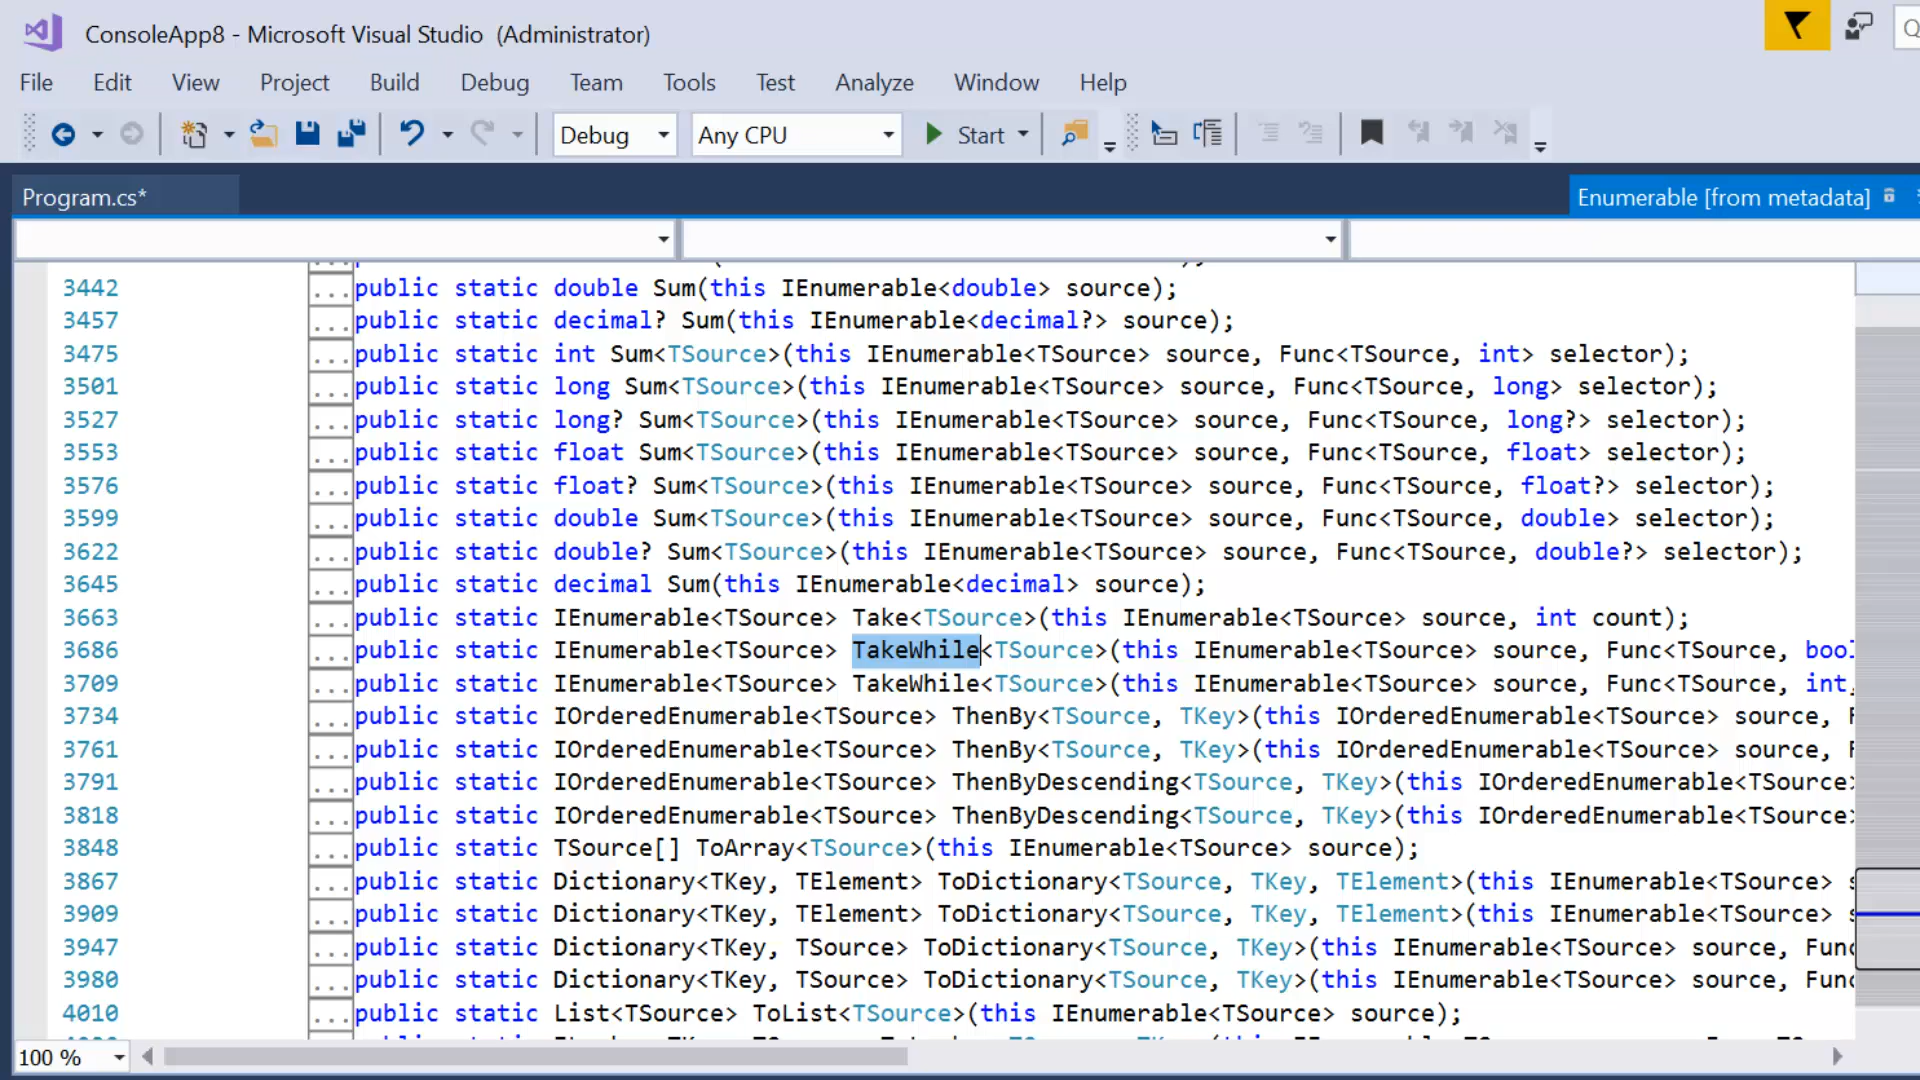 ConsoleApp8 - Microsoft Visual Studio (Administrator)
File Edit View Project Build Debug Team Tools Test Analyze Window Help
Debug Any CPU Start
Program.cs* Enumerable [from metadata]
3442 ...public static double Sum(this IEnumerable<double> source);
3457 ...public static decimal? Sum(this IEnumerable<decimal?> source);
3475 ...public static int Sum<TSource>(this IEnumerable<TSource> source, Func<TSource, int> selector);
3501 ...public static long Sum<TSource>(this IEnumerable<TSource> source, Func<TSource, long> selector);
3527 ...public static long? Sum<TSource>(this IEnumerable<TSource> source, Func<TSource, long?> selector);
3553 ...public static float Sum<TSource>(this IEnumerable<TSource> source, Func<TSource, float> selector);
3576 ...public static float? Sum<TSource>(this IEnumerable<TSource> source, Func<TSource, float?> selector);
3599 ...public static double Sum<TSource>(this IEnumerable<TSource> source, Func<TSource, double> selector);
3622 ...public static double? Sum<TSource>(this IEnumerable<TSource> source, Func<TSource, double?> selector);
3645 ...public static decimal Sum(this IEnumerable<decimal> source);
3663 ...public static IEnumerable<TSource> Take<TSource>(this IEnumerable<TSource> source, int count);
3686 ...public static IEnumerable<TSource> TakeWhile<TSource>(this IEnumerable<TSource> source, Func<TSource, bool
3709 ...public static IEnumerable<TSource> TakeWhile<TSource>(this IEnumerable<TSource> source, Func<TSource, int,
3734 ...public static IOrderedEnumerable<TSource> ThenBy<TSource, TKey>(this IOrderedEnumerable<TSource> source, F
3761 ...public static IOrderedEnumerable<TSource> ThenBy<TSource, TKey>(this IOrderedEnumerable<TSource> source, F
3791 ...public static IOrderedEnumerable<TSource> ThenByDescending<TSource, TKey>(this IOrderedEnumerable<TSource>
3818 ...public static IOrderedEnumerable<TSource> ThenByDescending<TSource, TKey>(this IOrderedEnumerable<TSource>
3848 ...public static TSource[] ToArray<TSource>(this IEnumerable<TSource> source);
3867 ...public static Dictionary<TKey, TElement> ToDictionary<TSource, TKey, TElement>(this IEnumerable<TSource> s
3909 ...public static Dictionary<TKey, TElement> ToDictionary<TSource, TKey, TElement>(this IEnumerable<TSource> s
3947 ...public static Dictionary<TKey, TSource> ToDictionary<TSource, TKey>(this IEnumerable<TSource> source, Func
3980 ...public static Dictionary<TKey, TSource> ToDictionary<TSource, TKey>(this IEnumerable<TSource> source, Func
4010 ...public static List<TSource> ToList<TSource>(this IEnumerable<TSource> source);
100 %